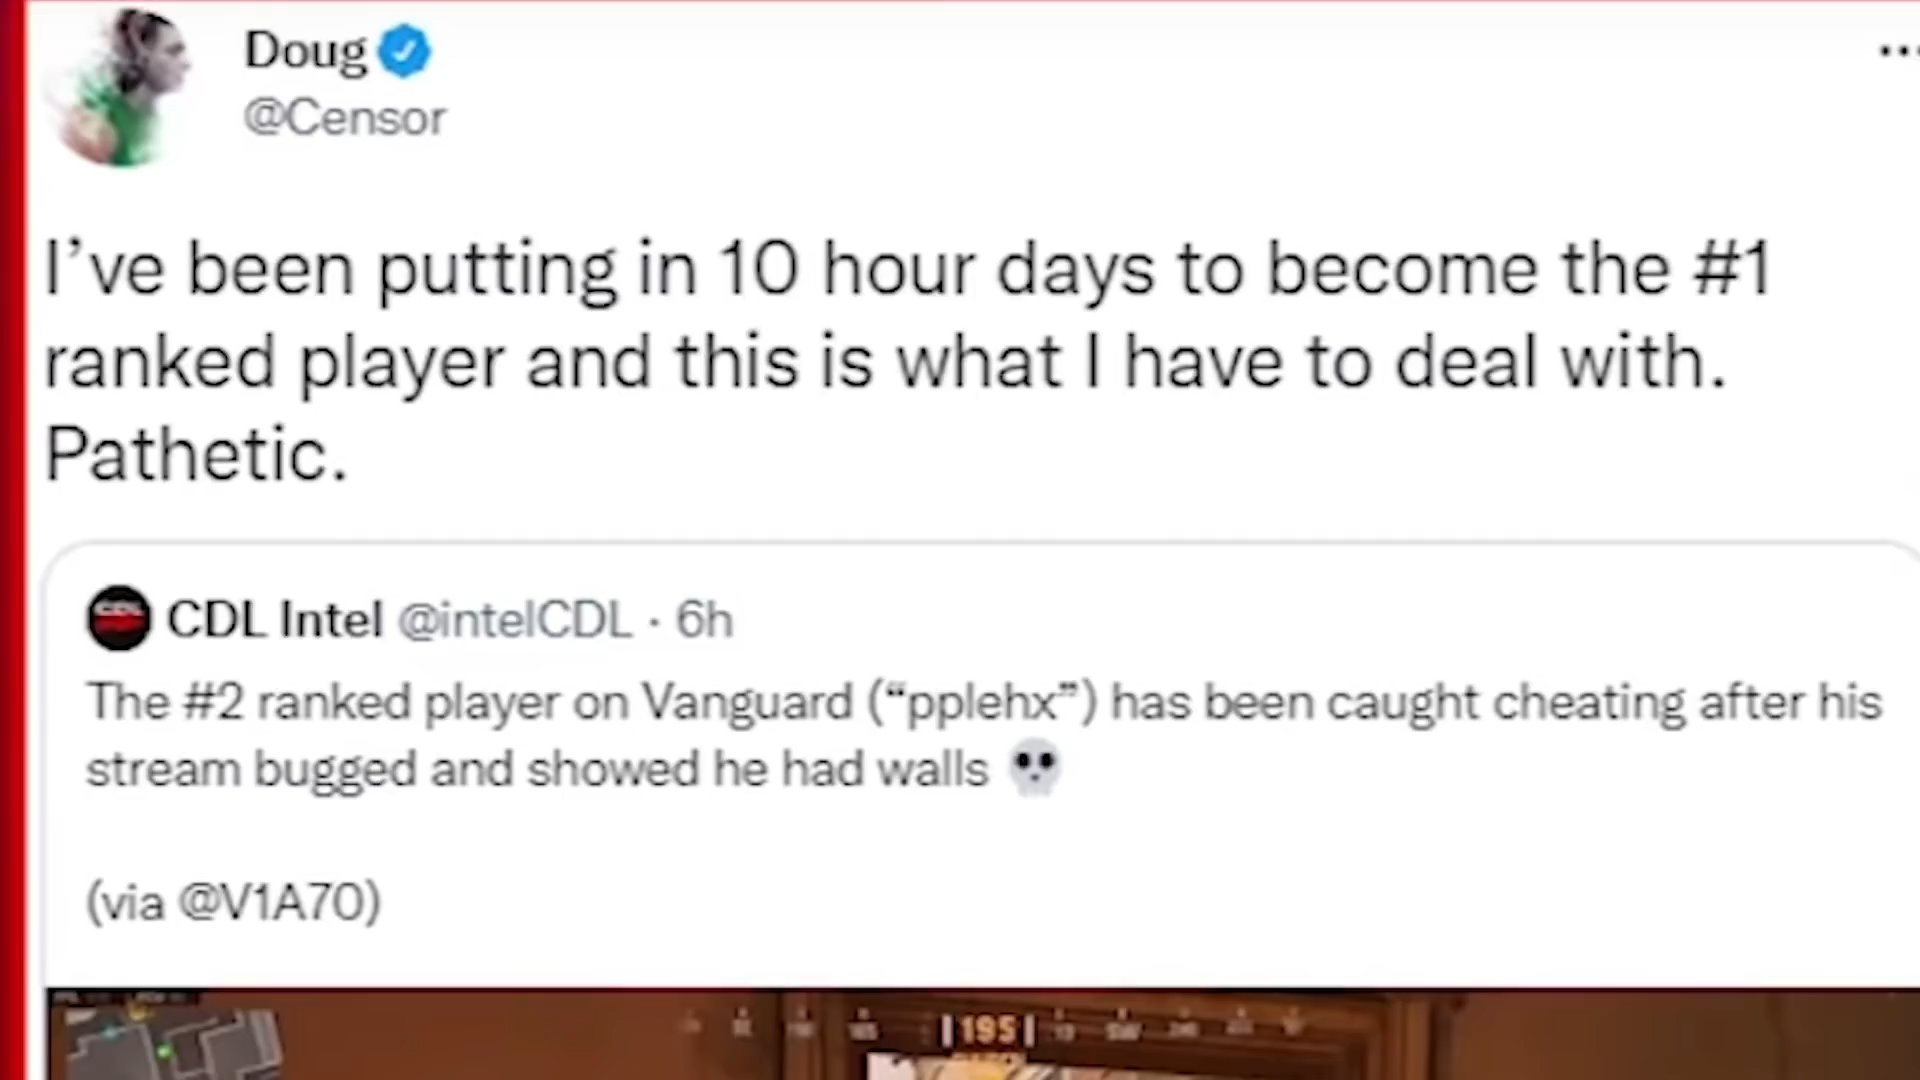 Doug
@Censor
I’ve been putting in 10 hour days to become the #1
ranked player and this is what I have to deal with.
Pathetic.
CDL Intel @intelCDL · 6h
The #2 ranked player on Vanguard (“pplehx”) has been caught cheating after his
stream bugged and showed he had walls 💀
(via @V1A70)
195